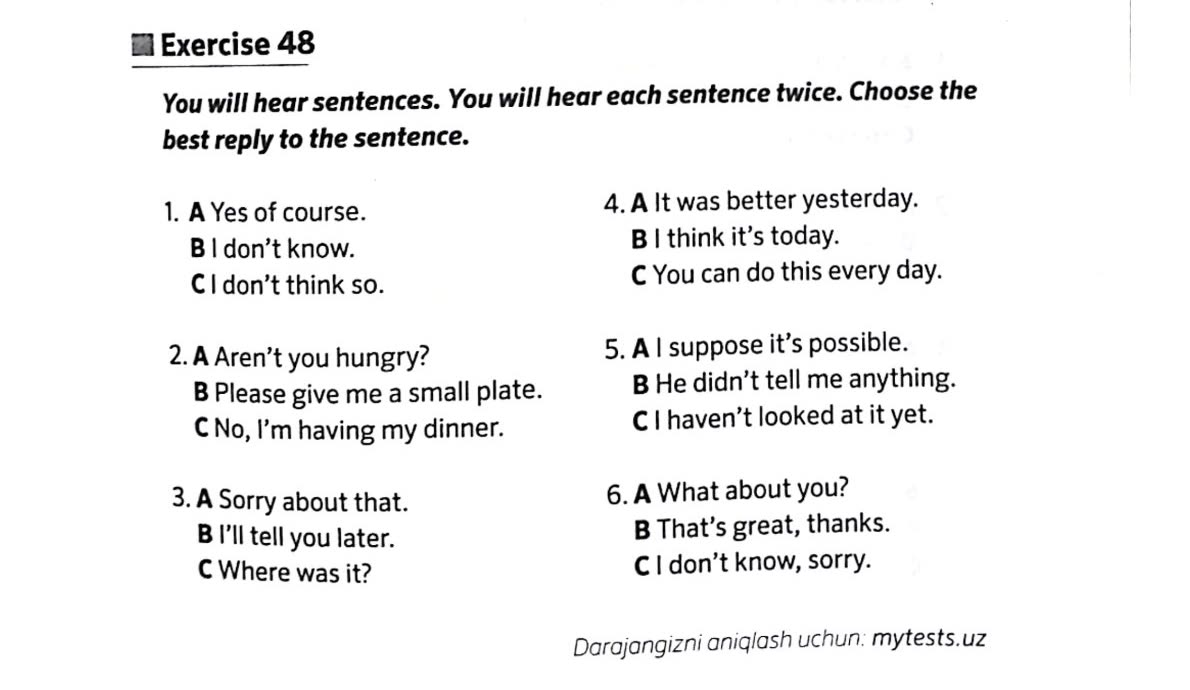 Exercise 48
You will hear sentences. You will hear each sentence twice. Choose the
best reply to the sentence.
1. A Yes of course.
B I don't know.
C I don't think so.
2. A Aren't you hungry?
B Please give me a small plate.
C No, I'm having my dinner.
3. A Sorry about that.
B I'll tell you later.
C Where was it?
4. A It was better yesterday.
B I think it's today.
C You can do this every day.
5. A I suppose it's possible.
B He didn't tell me anything.
C I haven't looked at it yet.
6. A What about you?
B That's great, thanks.
C I don't know, sorry.
Darajangizni aniqlash uchun: mytests.uz